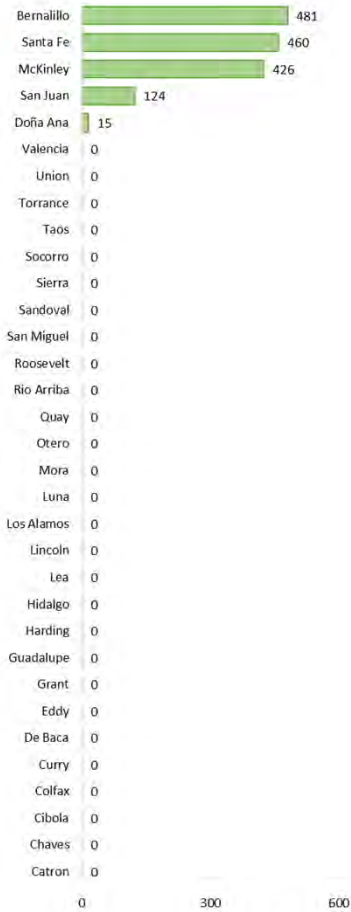 Bernalillo 481
Santa Fe 460
McKinley 426
San Juan 124
Doña Ana 15
Valencia 0
Union 0
Torrance 0
Taos 0
Socorro 0
Sierra 0
Sandoval 0
San Miguel 0
Roosevelt 0
Rio Arriba 0
Quay 0
Otero 0
Mora 0
Luna 0
Los Alamos 0
Lincoln 0
Lea 0
Hidalgo 0
Harding 0
Guadalupe 0
Grant 0
Eddy 0
De Baca 0
Curry 0
Colfax 0
Cibola 0
Chaves 0
Catron 0
0 300 600